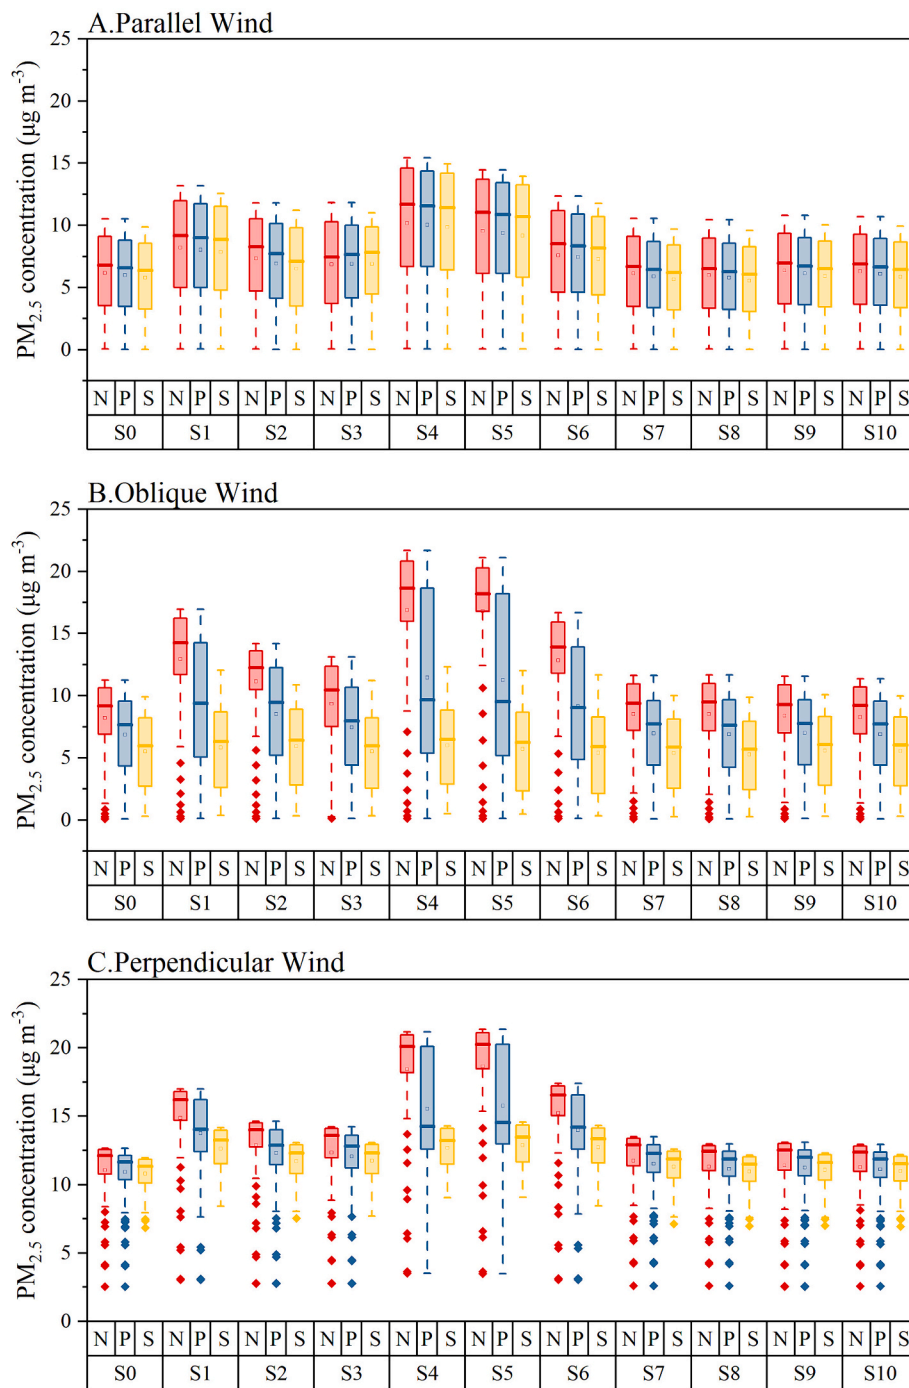 A.Parallel Wind
PM2.5 concentration (μg m-3)
25
20
15
10
5
0
N P S N P S N P S N P S N P S N P S N P S N P S N P S N P S N P S
S0 S1 S2 S3 S4 S5 S6 S7 S8 S9 S10
B.Oblique Wind
PM2.5 concentration (μg m-3)
25
20
15
10
5
0
N P S N P S N P S N P S N P S N P S N P S N P S N P S N P S N P S
S0 S1 S2 S3 S4 S5 S6 S7 S8 S9 S10
C.Perpendicular Wind
PM2.5 concentration (μg m-3)
25
20
15
10
5
0
N P S N P S N P S N P S N P S N P S N P S N P S N P S N P S N P S
S0 S1 S2 S3 S4 S5 S6 S7 S8 S9 S10